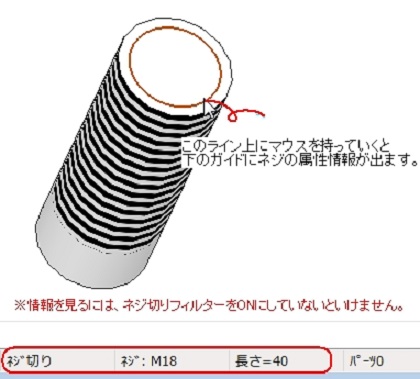 このライン上にマウスを持っていくと
下のガイドにネジの属性情報が出ます。
※情報を見るには、ネジ切りフィルターをONにしていないといけません。
ネジ切り ネジ: M18 長さ=40 パーツ0